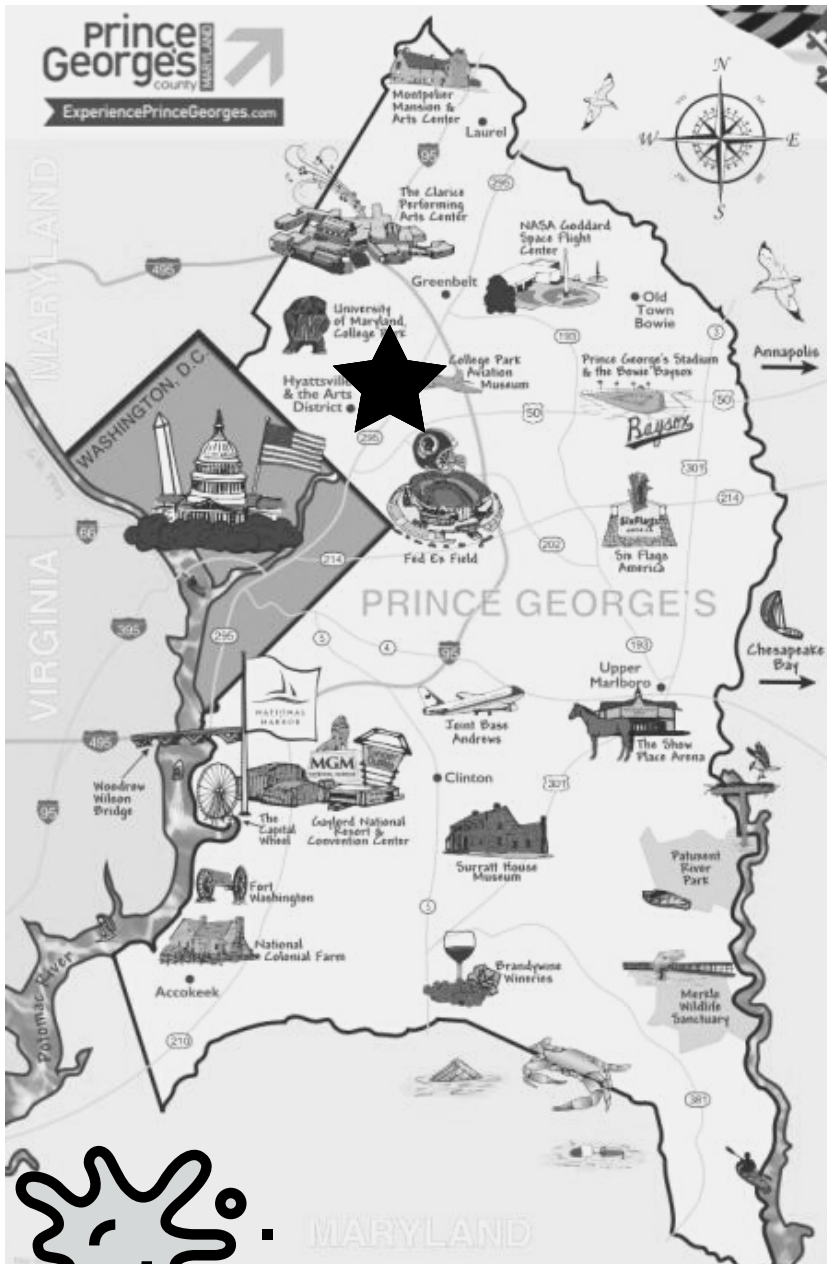 Prince
George's
county
MARYLAND
ExperiencePrinceGeorges.com
N
W
E
S
Montpelier
Mansion &
Arts Center
Laurel
95
295
The Clarice
Performing
Arts Center
NASA Goddard
Space Flight
Center
MARYLAND
495
Greenbelt
Old
Town
Bowie
University
of Maryland,
College
193
3
Annapolis
WASHINGTON, D.C.
Hyattsville
& the Arts
District
College Park
Aviation
Museum
Prince George's Stadium
& the Bowie Baysox
50
50
Baysox
295
301
214
66
SixFlags
Fed Ex Field
202
Six Flags
America
214
VIRGINIA
PRINCE GEORGE'S
395
295
5
4
95
193
Chesapeake
Bay
Upper
Marlboro
NATIONAL
HARBOR
Joint Base
Andrews
495
The Show
Place Arena
MGM
NATIONAL HARBOR
Woodrow
Wilson
Bridge
Clinton
301
95
The
Capital
Wheel
Gaylord National
Resort &
Convention Center
Surratt House
Museum
Patuxent
River
Park
Fort
Washington
5
National
Colonial Farm
Brandywine
Wineries
Accokeek
Merkle
Wildlife
Sanctuary
Potomac River
210
381
MARYLAND